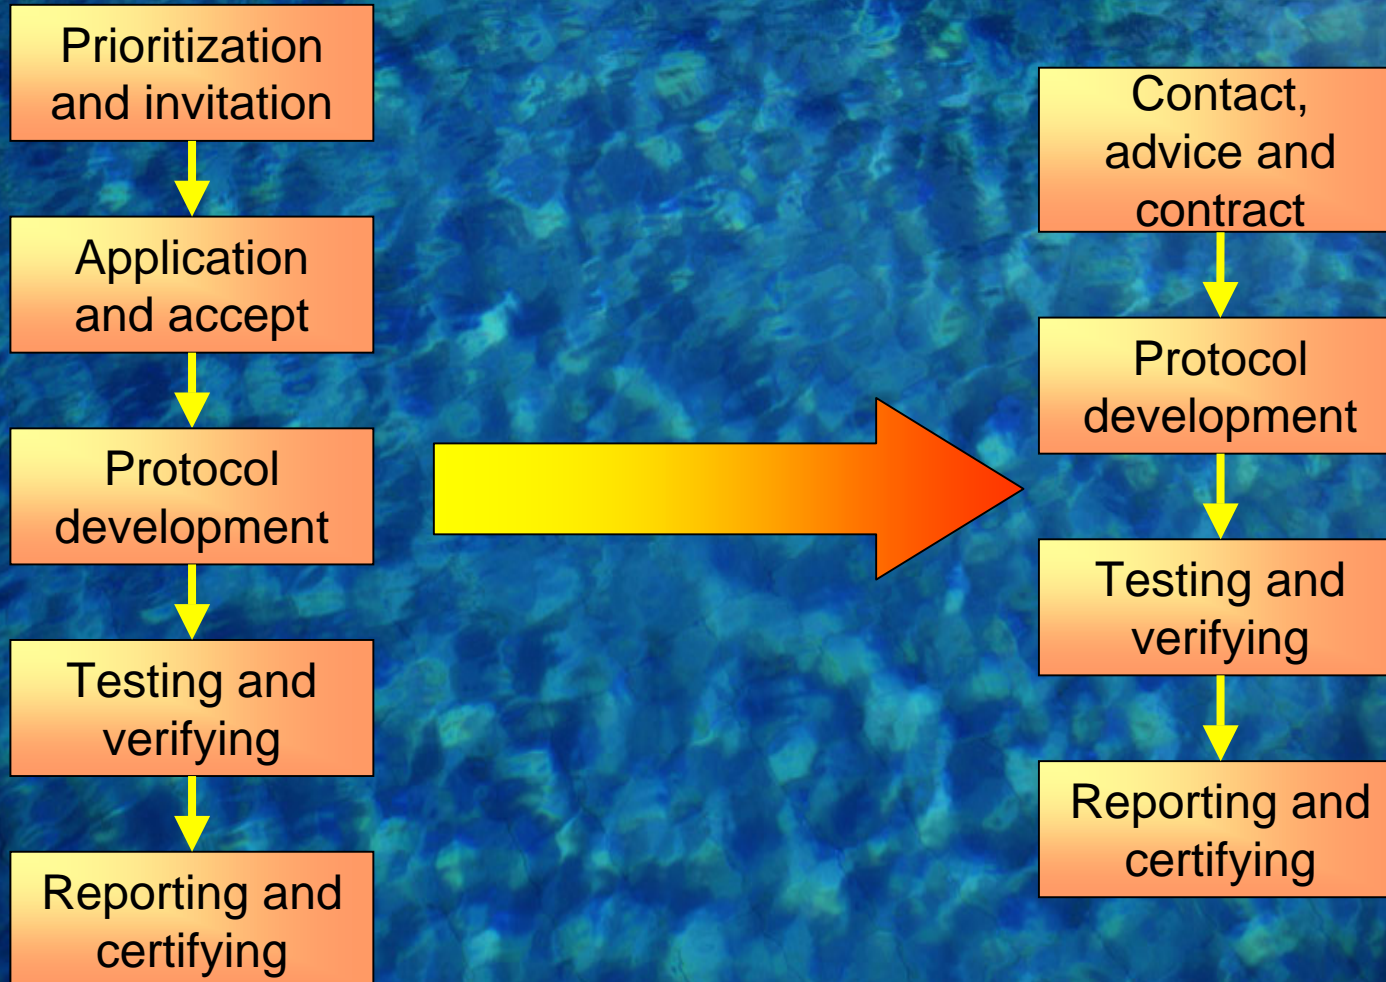 Prioritization
and invitation
Application
and accept
Protocol
development
Testing and
verifying
Reporting and
certifying
Contact,
advice and
contract
Protocol
development
Testing and
verifying
Reporting and
certifying